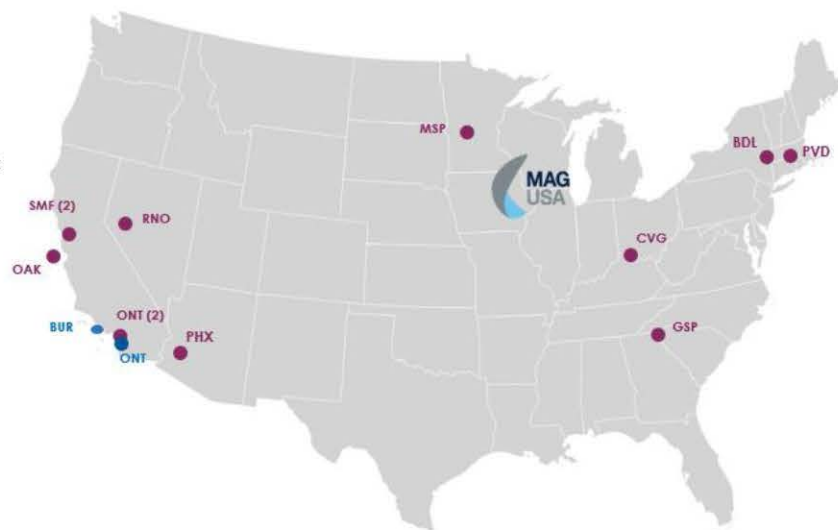 MSP
BDL
PVD
MAG
USA
SMF (2)
RNO
CVG
OAK
ONT (2)
BUR
GSP
PHX
ONT